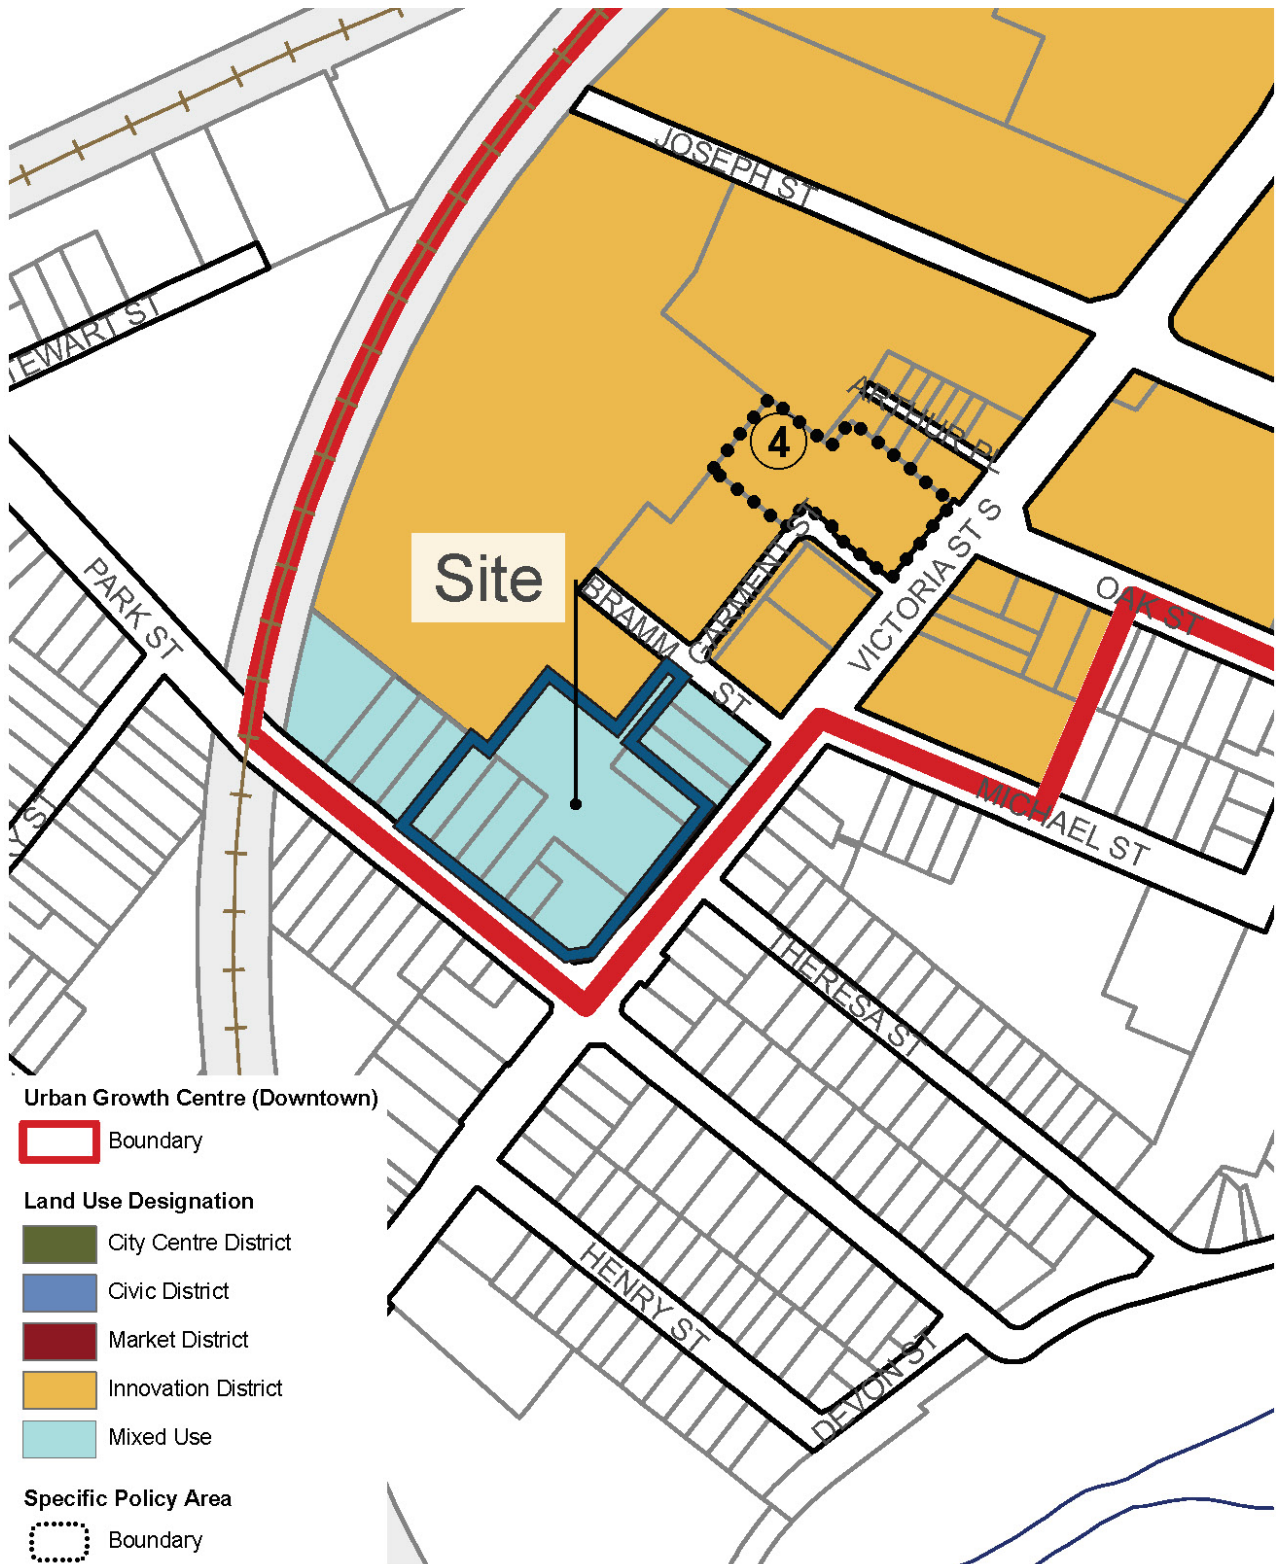 JOSEPH ST
TEWART ST
ARTHUR PL
4
PARK ST
Site
BRAMM ST
GARMENT ST
VICTORIA ST S
OAK ST
MICHAEL ST
Y ST
THERESA ST
HENRY ST
DEVON ST
Urban Growth Centre (Downtown)
Boundary
Land Use Designation
City Centre District
Civic District
Market District
Innovation District
Mixed Use
Specific Policy Area
Boundary